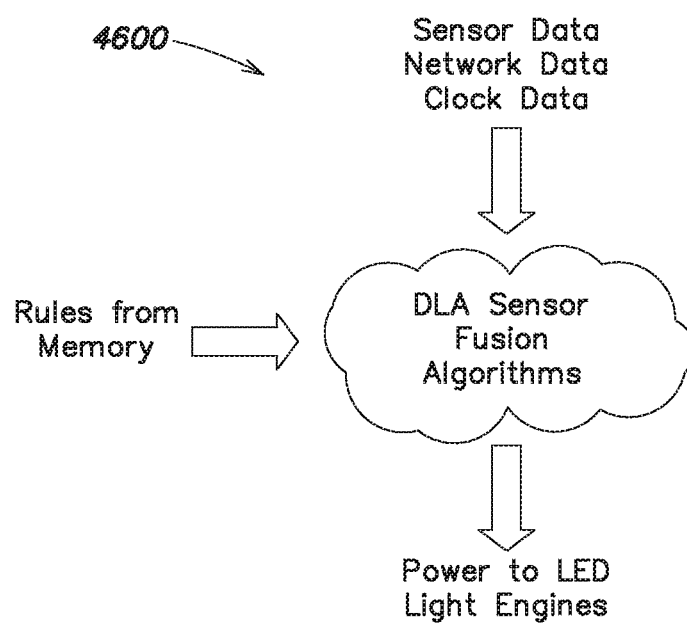 4600
Sensor Data
Network Data
Clock Data
Rules from
Memory
DLA Sensor
Fusion
Algorithms
Power to LED
Light Engines